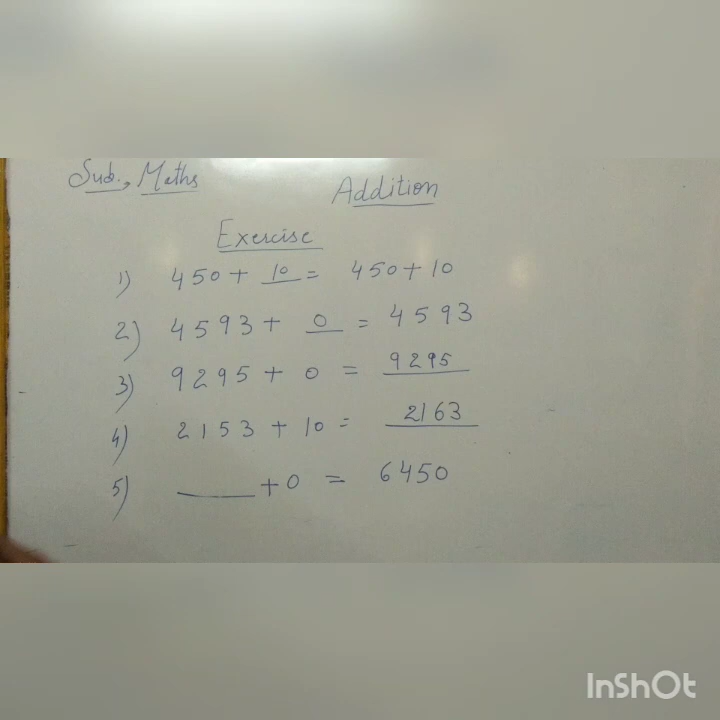 Sub., Maths
Addition
Exercise
1) 450 + 10 = 450 + 10
2) 4593 + 0 = 4593
3) 9295 + 0 = 9295
4) 2153 + 10 = 2163
5) ____ + 0 = 6450
InShOt